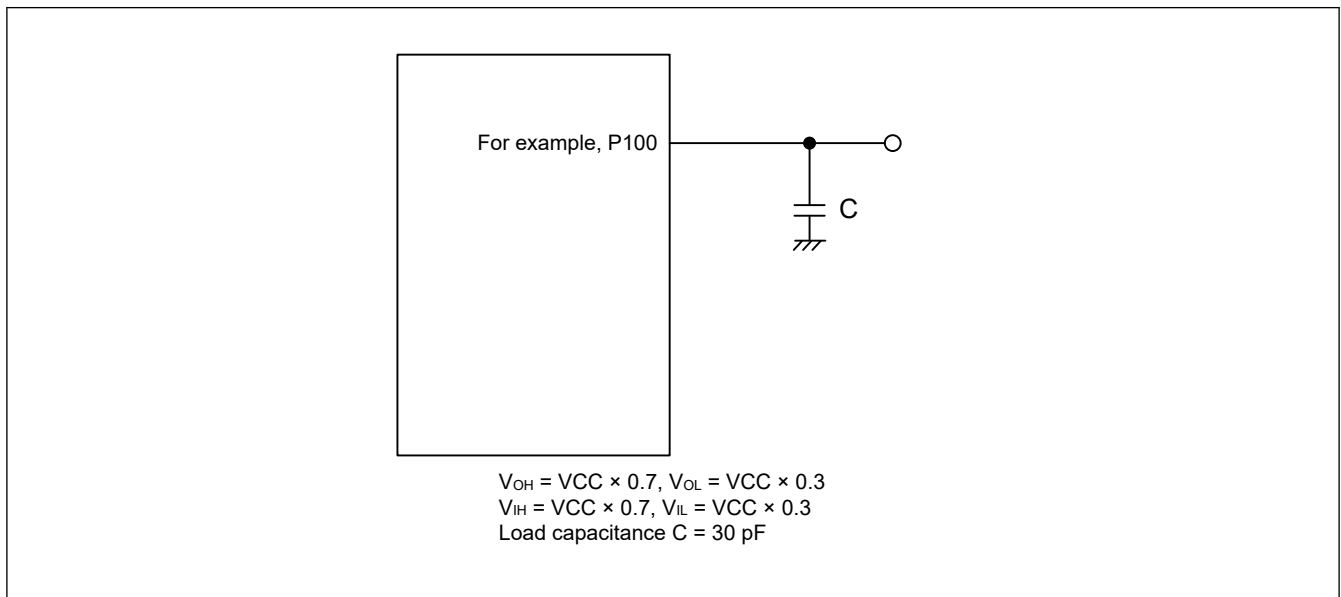 For example, P100
C
VOH = VCC × 0.7, VOL = VCC × 0.3
VIH = VCC × 0.7, VIL = VCC × 0.3
Load capacitance C = 30 pF